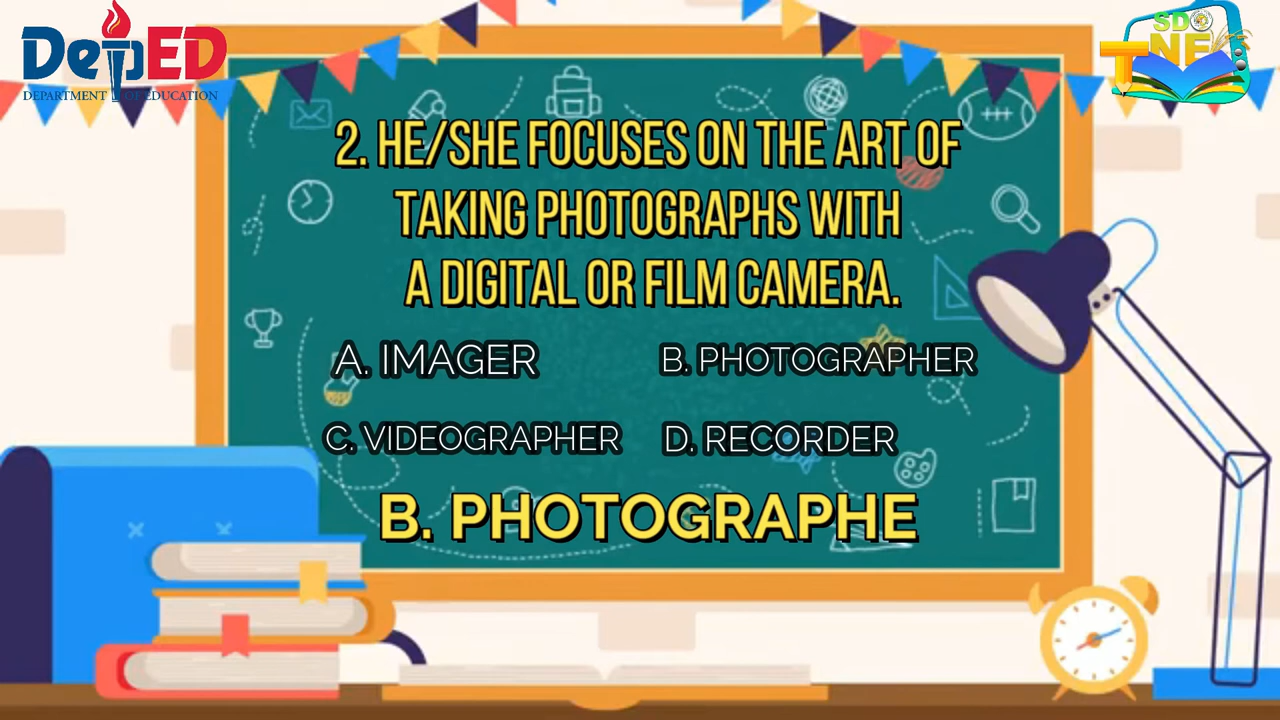 DepED
DEPARTMENT OF EDUCATION
SDO
NE
2. HE/SHE FOCUSES ON THE ART OF
TAKING PHOTOGRAPHS WITH
A DIGITAL OR FILM CAMERA.
A. IMAGER
B. PHOTOGRAPHER
C. VIDEOGRAPHER
D. RECORDER
B. PHOTOGRAPHE